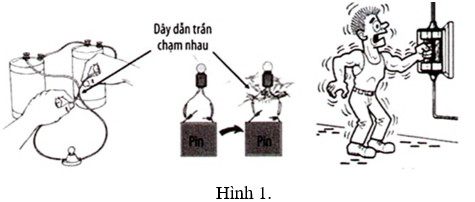 Dây dẫn trần
chạm nhau
Pin
Pin
Hình 1.